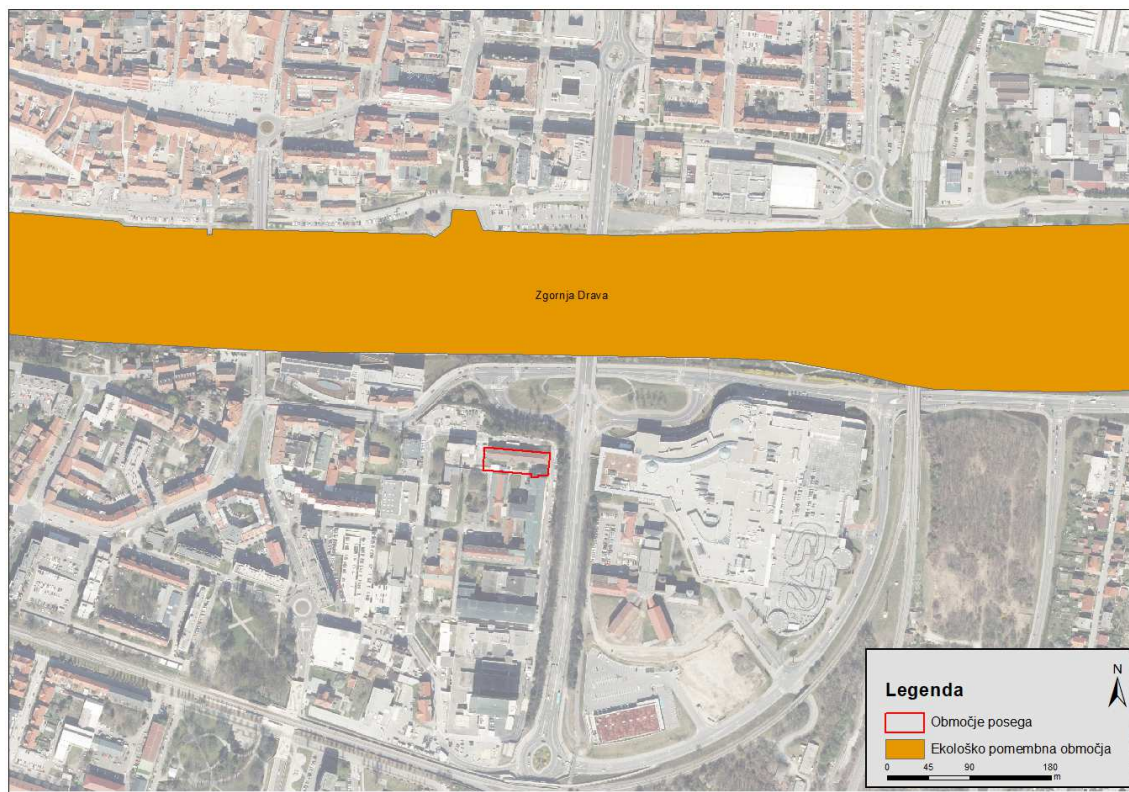 Zgornja Drava
N
Legenda
Območje posega
Ekološko pomembna območja
0 45 90 180
m